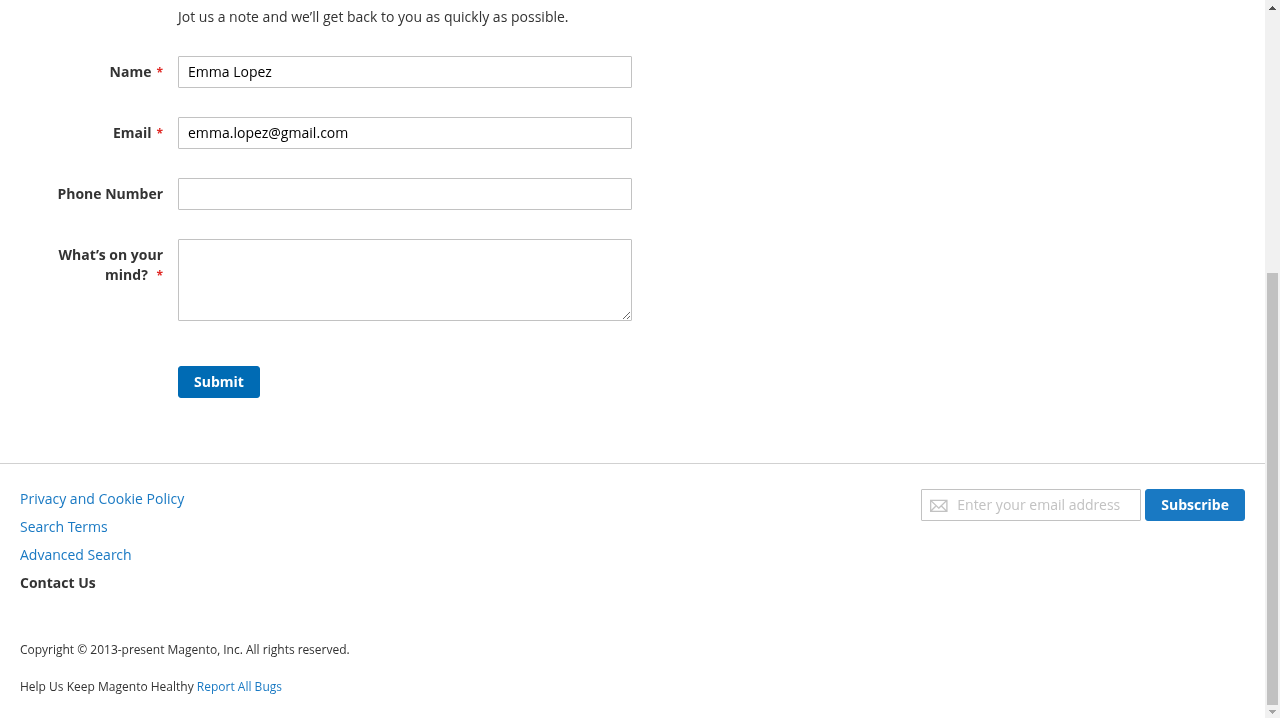 Jot us a note and we’ll get back to you as quickly as possible.
Name *
Emma Lopez
Email *
emma.lopez@gmail.com
Phone Number
What’s on your
mind? *
Submit
Privacy and Cookie Policy
Search Terms
Advanced Search
Contact Us
Enter your email address
Subscribe
Copyright © 2013-present Magento, Inc. All rights reserved.
Help Us Keep Magento Healthy Report All Bugs